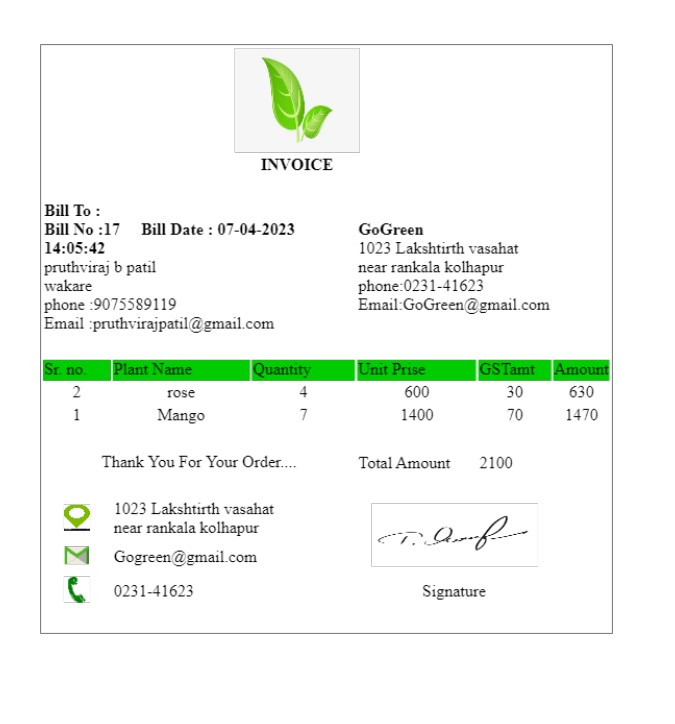 INVOICE
Bill To :
Bill No :17 Bill Date : 07-04-2023
14:05:42
pruthviraj b patil
wakare
phone :9075589119
Email :pruthvirajpatil@gmail.com
GoGreen
1023 Lakshtirth vasahat
near rankala kolhapur
phone:0231-41623
Email:GoGreen@gmail.com
Sr. no. Plant Name Quantity Unit Prise GSTamt Amount
2 rose 4 600 30 630
1 Mango 7 1400 70 1470
Thank You For Your Order.... Total Amount 2100
1023 Lakshtirth vasahat
near rankala kolhapur
Gogreen@gmail.com
0231-41623
Signature